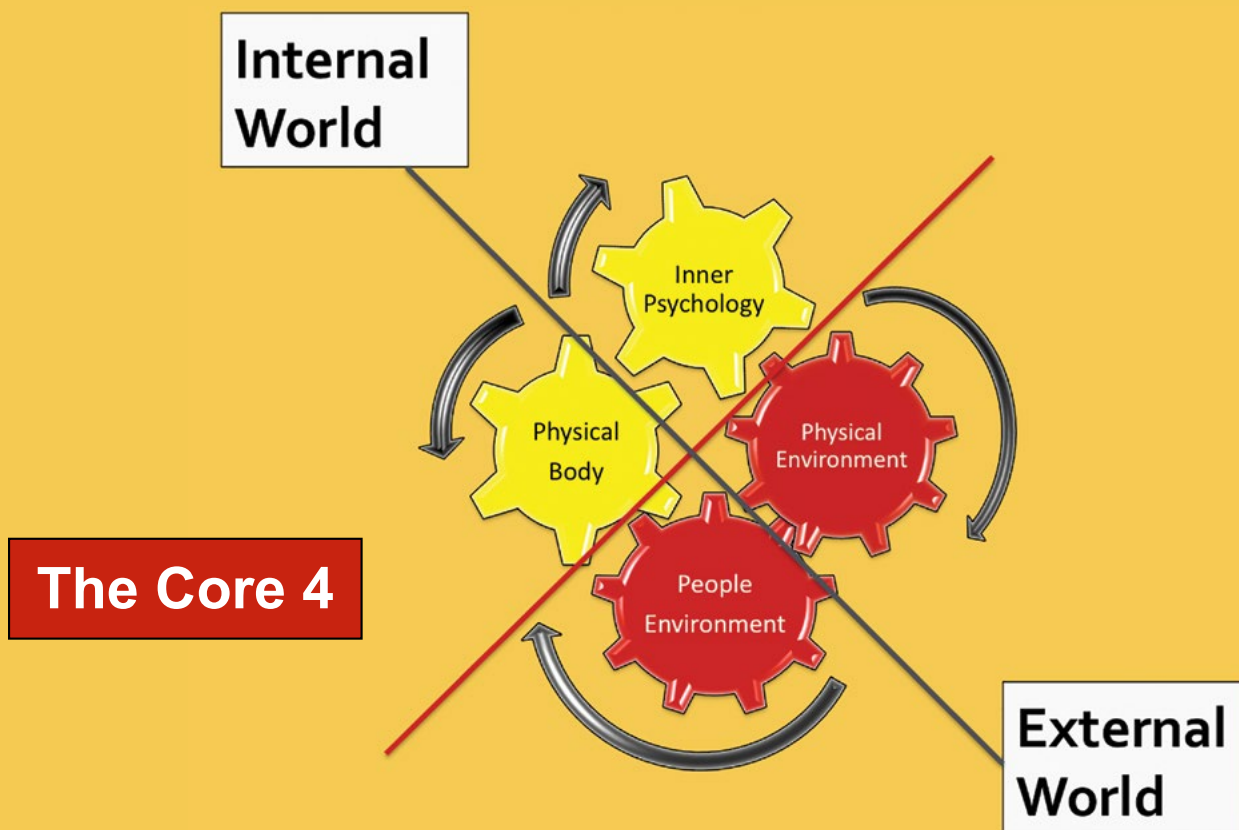 Internal
World
Inner
Psychology
Physical
Body
Physical
Environment
The Core 4
People
Environment
External
World